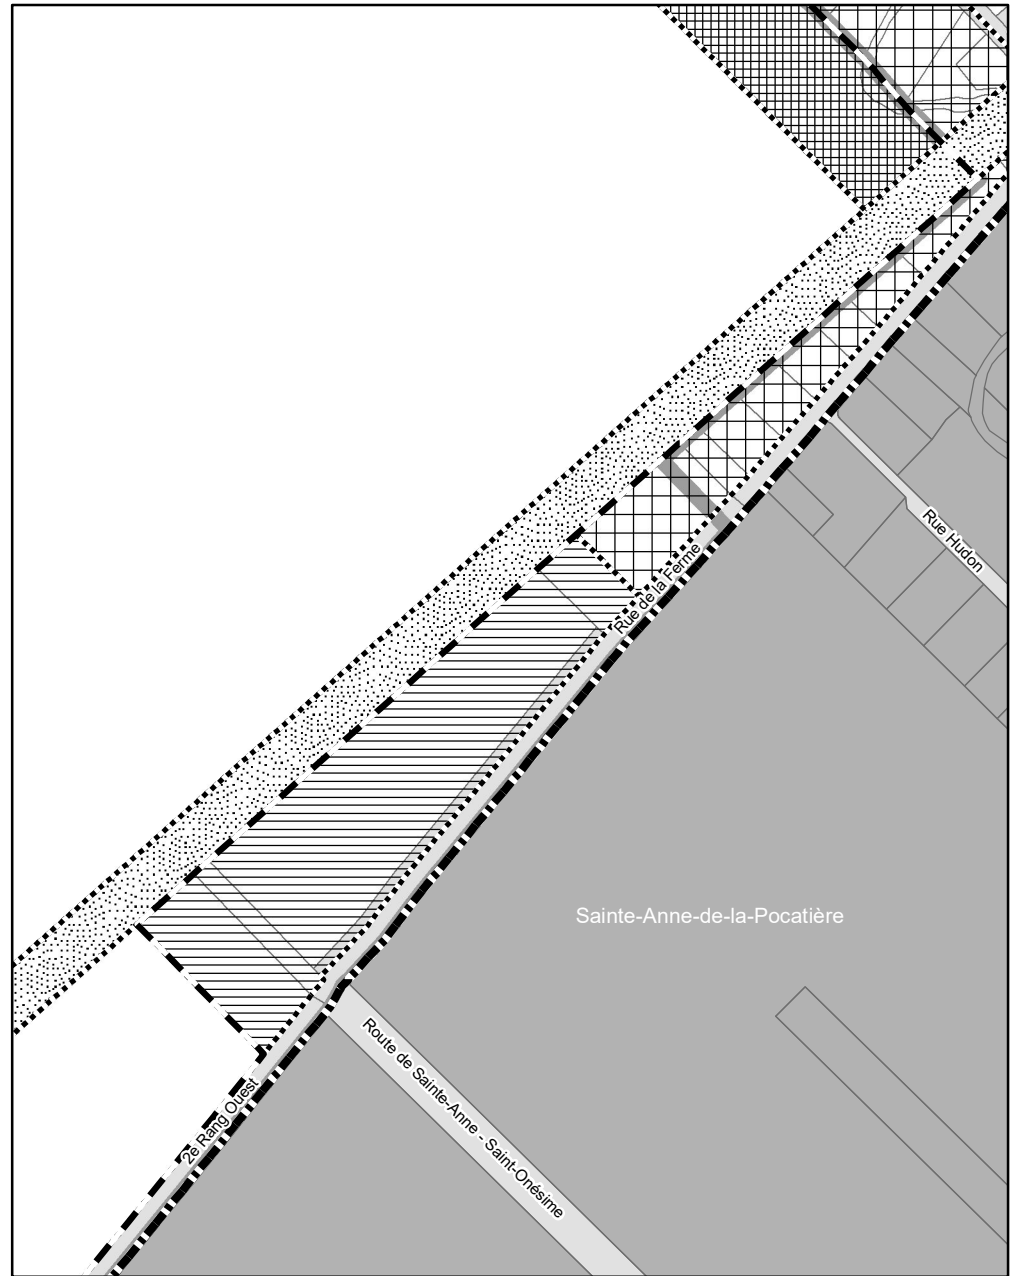 Rue Hudon
Rue de la Ferme
Sainte-Anne-de-la-Pocatière
Route de Sainte-Anne - Saint-Onésime
2e Rang Ouest